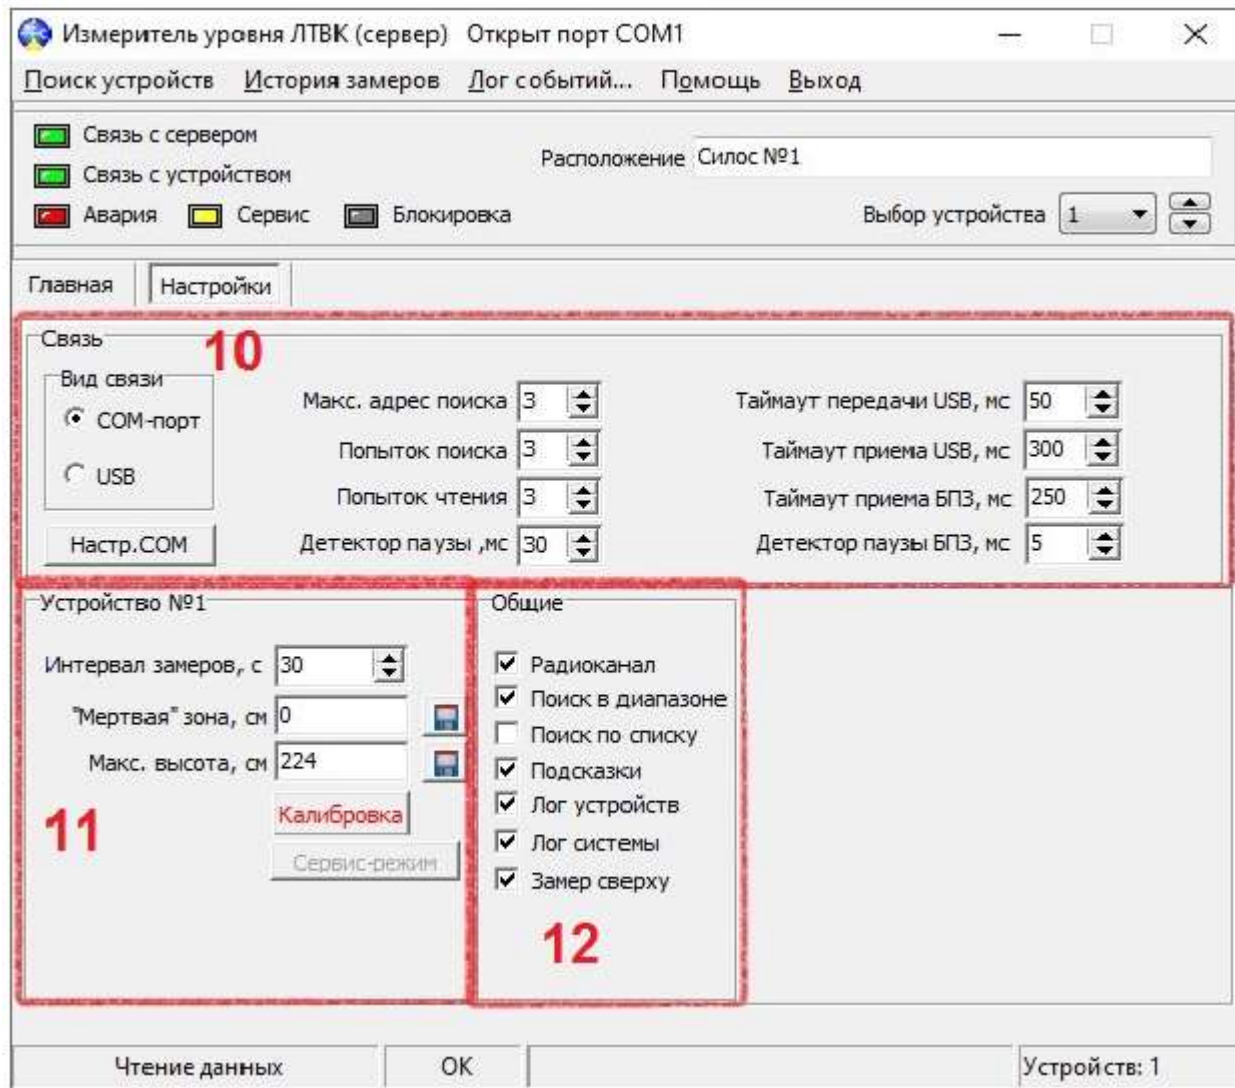 Измеритель уровня ЛТВК (сервер) Открыт порт COM1
Поиск устройств История замеров Лог событий... Помощь Выход
Связь с сервером
Связь с устройством
Расположение Силос №1
Авария Сервис Блокировка
Выбор устройства 1
Главная Настройки
Связь
10
Вид связи
COM-порт
USB
Настр.COM
Макс. адрес поиска 3
Попыток поиска 3
Попыток чтения 3
Детектор паузы ,мс 30
Таймаут передачи USB, мс 50
Таймаут приема USB, мс 300
Таймаут приема БПЗ, мс 250
Детектор паузы БПЗ, мс 5
Устройство №1
Интервал замеров, с 30
"Мертвая" зона, см 0
Макс. высота, см 224
Калибровка
Сервис-режим
11
Общие
Радиоканал
Поиск в диапазоне
Поиск по списку
Подсказки
Лог устройств
Лог системы
Замер сверху
12
Чтение данных OK Устройств: 1